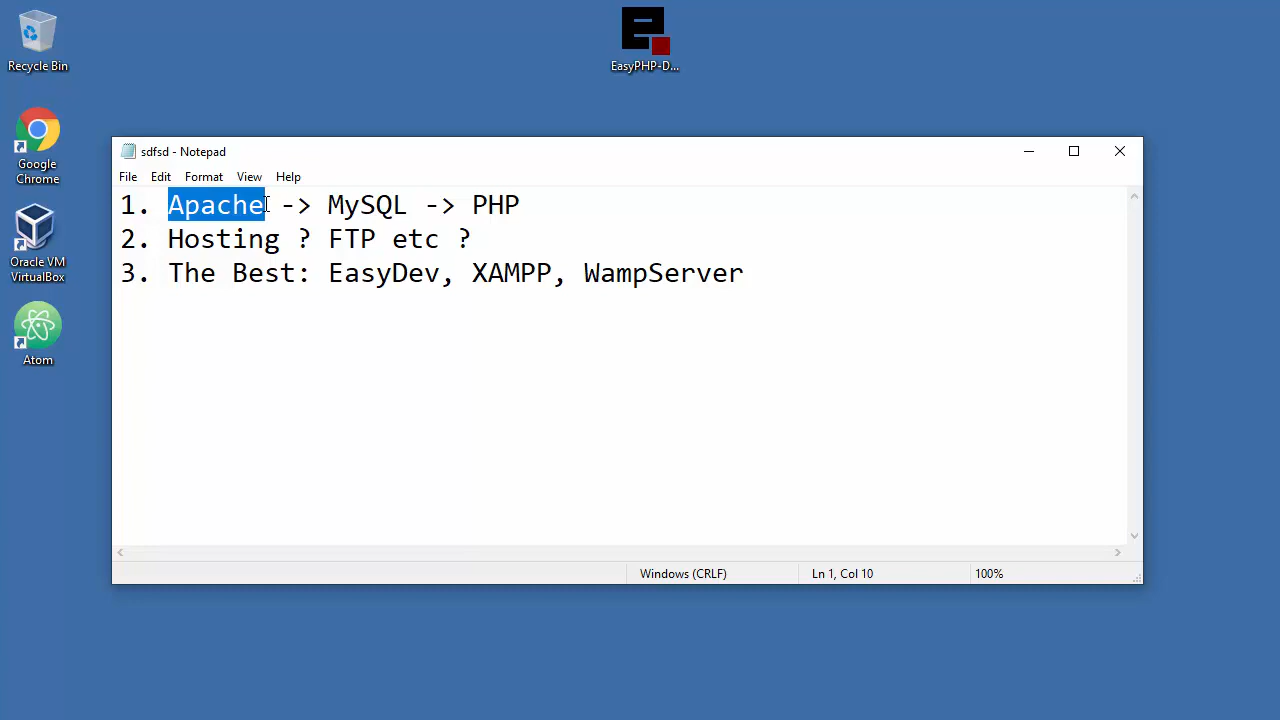 Recycle Bin
EasyPHP-D...
Google
Chrome
Oracle VM
VirtualBox
Atom
sdfsd - Notepad
File Edit Format View Help
1. Apache -> MySQL -> PHP
2. Hosting ? FTP etc ?
3. The Best: EasyDev, XAMPP, WampServer
Windows (CRLF) Ln 1, Col 10 100%